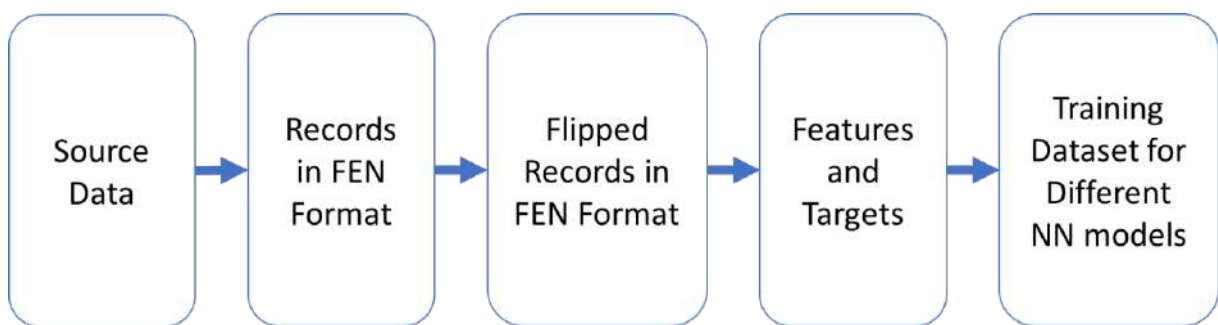 Source
Data
Records
in FEN
Format
Flipped
Records in
FEN Format
Features
and
Targets
Training
Dataset for
Different
NN models